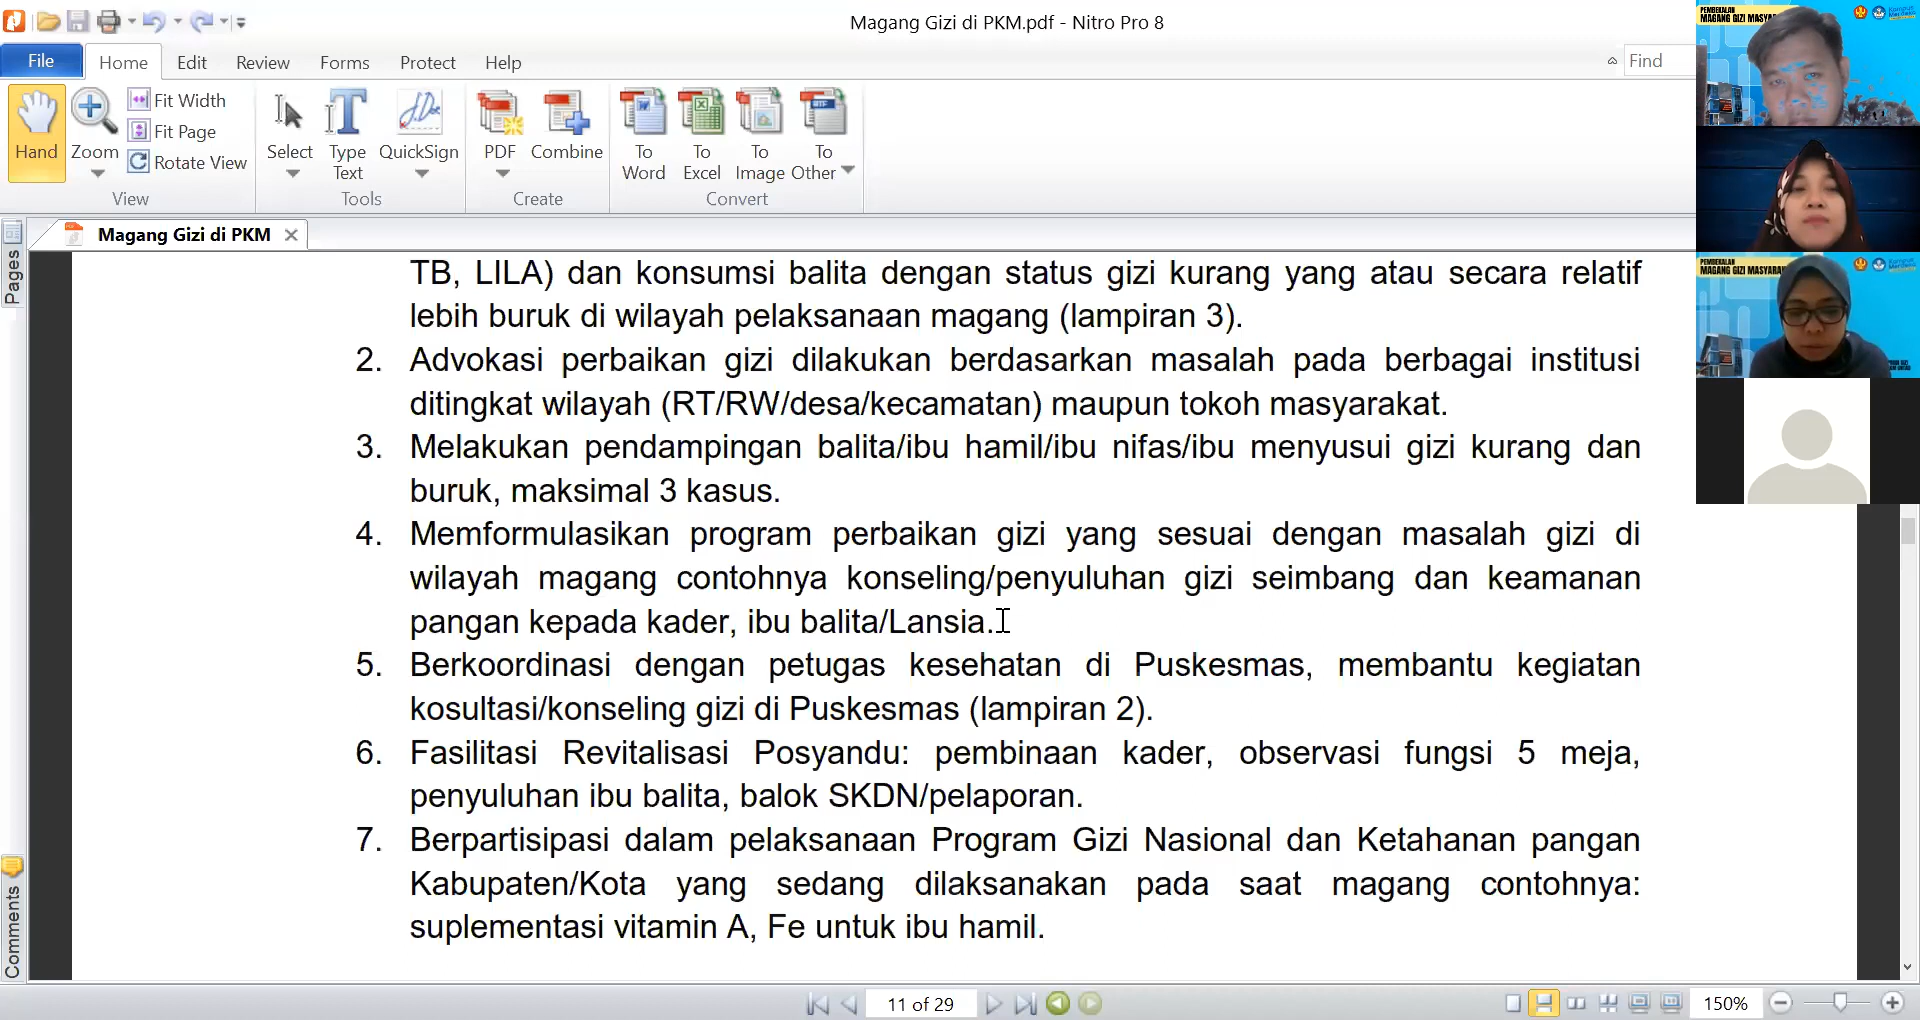 Magang Gizi di PKM.pdf - Nitro Pro 8
File
Home
Edit
Review
Forms
Protect
Help
Find
Hand
Zoom
Fit Width
Fit Page
Rotate View
View
Select
Type
Text
QuickSign
Tools
PDF
Combine
Create
To
Word
To
Excel
To
Image
To
Other
Convert
Pages
Magang Gizi di PKM
TB, LILA) dan konsumsi balita dengan status gizi kurang yang atau secara relatif
lebih buruk di wilayah pelaksanaan magang (lampiran 3).
2. Advokasi perbaikan gizi dilakukan berdasarkan masalah pada berbagai institusi
ditingkat wilayah (RT/RW/desa/kecamatan) maupun tokoh masyarakat.
3. Melakukan pendampingan balita/ibu hamil/ibu nifas/ibu menyusui gizi kurang dan
buruk, maksimal 3 kasus.
4. Memformulasikan program perbaikan gizi yang sesuai dengan masalah gizi di
wilayah magang contohnya konseling/penyuluhan gizi seimbang dan keamanan
pangan kepada kader, ibu balita/Lansia.
5. Berkoordinasi dengan petugas kesehatan di Puskesmas, membantu kegiatan
kosultasi/konseling gizi di Puskesmas (lampiran 2).
6. Fasilitasi Revitalisasi Posyandu: pembinaan kader, observasi fungsi 5 meja,
penyuluhan ibu balita, balok SKDN/pelaporan.
7. Berpartisipasi dalam pelaksanaan Program Gizi Nasional dan Ketahanan pangan
Kabupaten/Kota yang sedang dilaksanakan pada saat magang contohnya:
suplementasi vitamin A, Fe untuk ibu hamil.
Comments
11 of 29
150%
PEMBEKALAN
MAGANG GIZI
PEMBEKALAN
MAGANG GIZI